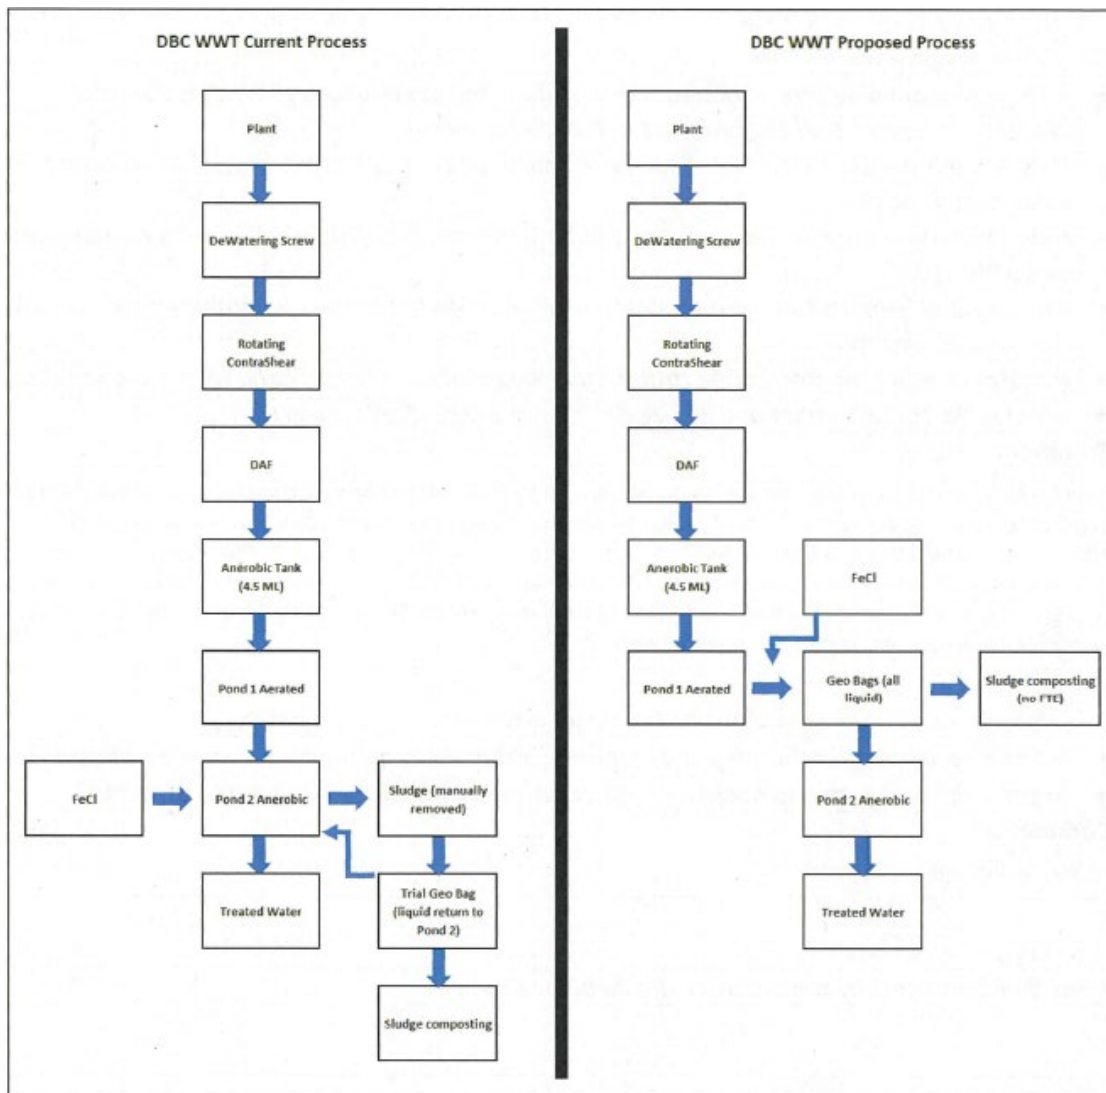 DBC WWT Current Process
Plant
DeWatering Screw
Rotating
ContraShear
DAF
Anerobic Tank
(4.5 ML)
Pond 1 Aerated
FeCl
Pond 2 Anerobic
Sludge (manually
removed)
Treated Water
Trial Geo Bag
(liquid return to
Pond 2)
Sludge composting
DBC WWT Proposed Process
Plant
DeWatering Screw
Rotating
ContraShear
DAF
Anerobic Tank
(4.5 ML)
FeCl
Pond 1 Aerated
Geo Bags (all
liquid)
Sludge composting
(no FTE)
Pond 2 Anerobic
Treated Water